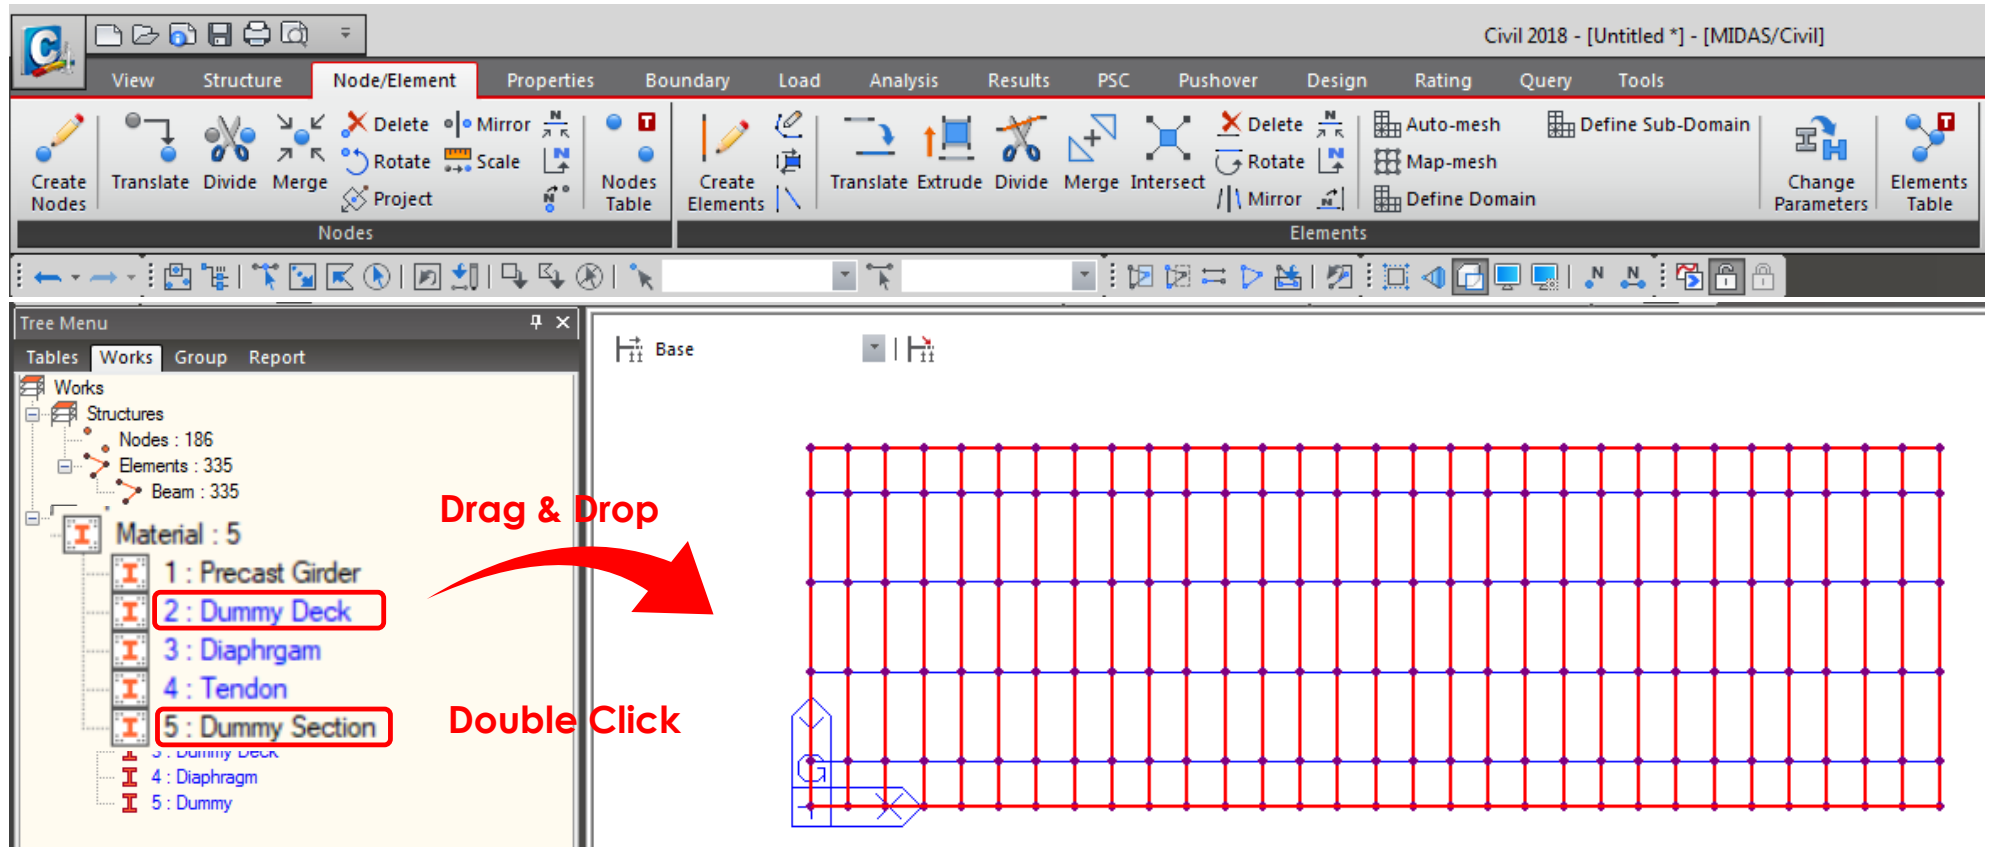 Civil 2018 - [Untitled *] - [MIDAS/Civil]
View Structure Node/Element Properties Boundary Load Analysis Results PSC Pushover Design Rating Query Tools
Create Nodes
Translate
Divide
Merge
Delete
Rotate
Project
Mirror
Scale
Nodes Table
Create Elements
Translate
Extrude
Divide
Merge
Intersect
Delete
Rotate
Mirror
Auto-mesh
Map-mesh
Define Domain
Define Sub-Domain
Change Parameters
Elements Table
Nodes
Elements
Tree Menu
Tables Works Group Report
Works
Structures
Nodes : 186
Elements : 335
Beam : 335
Material : 5
1 : Precast Girder
2 : Dummy Deck
3 : Diaphrgam
4 : Tendon
5 : Dummy Section
3 : Dummy Deck
4 : Diaphragm
5 : Dummy
Base
Drag & Drop
Double Click
G
X